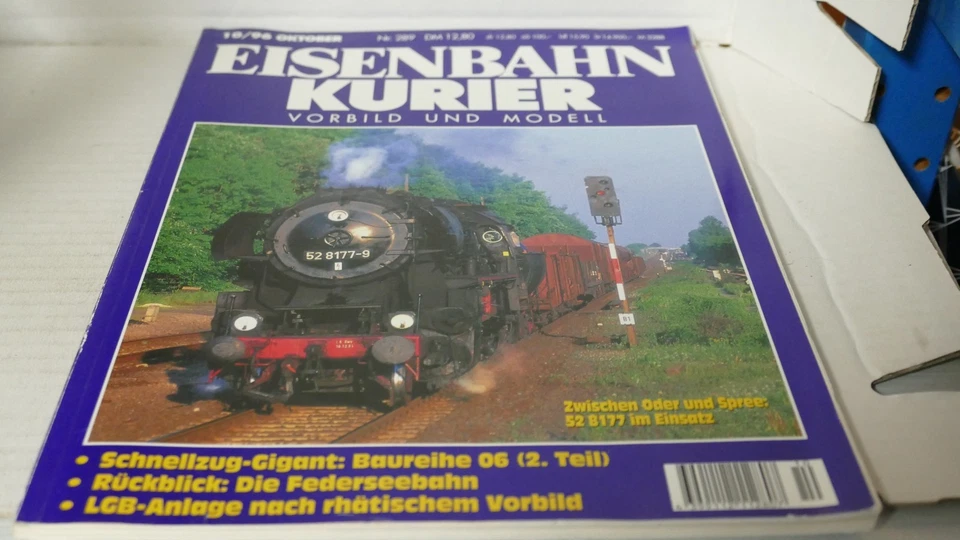 10/96 OKTOBER Nr. 289 DM 12,80
EISENBAHN
KURIER
VORBILD UND MODELL
52 8177-9
Zwischen Oder und Spree:
52 8177 im Einsatz
• Schnellzug-Gigant: Baureihe 06 (2. Teil)
• Rückblick: Die Federseebahn
• LGB-Anlage nach rhätischem Vorbild